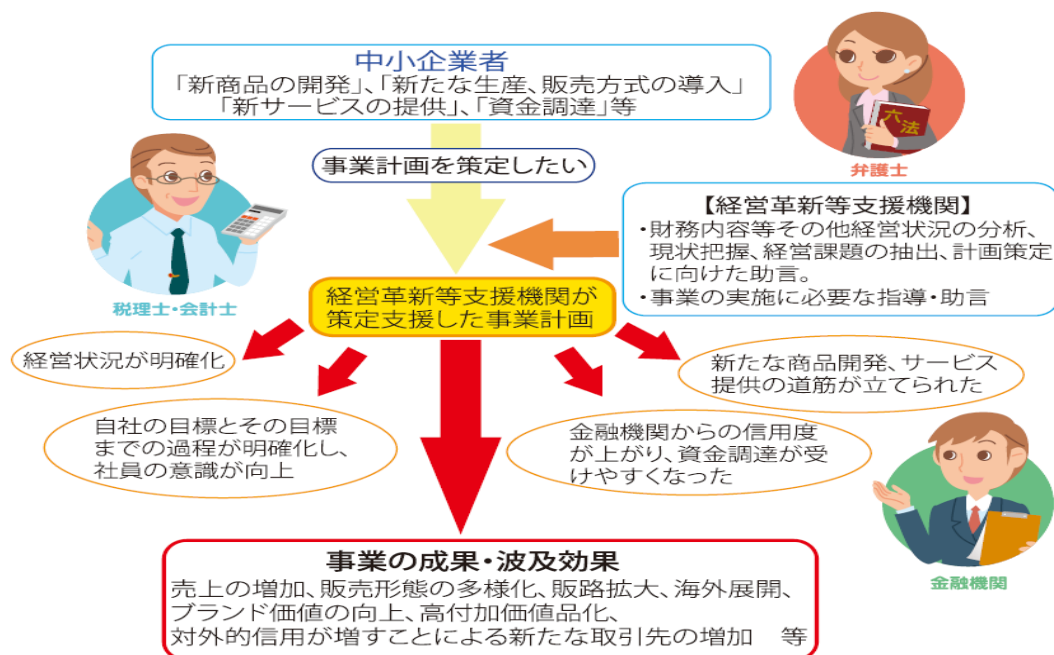 中小企業者
「新商品の開発」、「新たな生産、販売方式の導入」
「新サービスの提供」、「資金調達」等
六法
弁護士
事業計画を策定したい
税理士・会計士
【経営革新等支援機関】
・財務内容等その他経営状況の分析、
現状把握、経営課題の抽出、計画策定
に向けた助言。
・事業の実施に必要な指導・助言
経営革新等支援機関が
策定支援した事業計画
経営状況が明確化
新たな商品開発、サービス
提供の道筋が立てられた
自社の目標とその目標
までの過程が明確化し、
社員の意識が向上
金融機関からの信用度
が上がり、資金調達が受
けやすくなった
金融機関
事業の成果・波及効果
売上の増加、販売形態の多様化、販路拡大、海外展開、
ブランド価値の向上、高付加価値品化、
対外的信用が増すことによる新たな取引先の増加　等